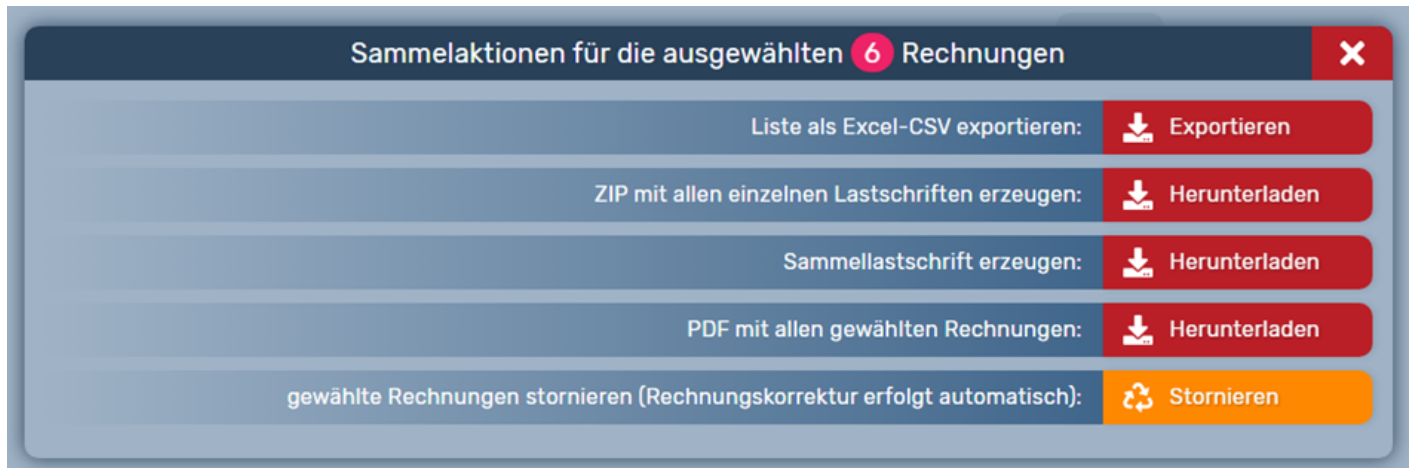 Sammelaktionen für die ausgewählten 6 Rechnungen
Liste als Excel-CSV exportieren: Exportieren
ZIP mit allen einzelnen Lastschriften erzeugen: Herunterladen
Sammellastschrift erzeugen: Herunterladen
PDF mit allen gewählten Rechnungen: Herunterladen
gewählte Rechnungen stornieren (Rechnungskorrektur erfolgt automatisch): Stornieren